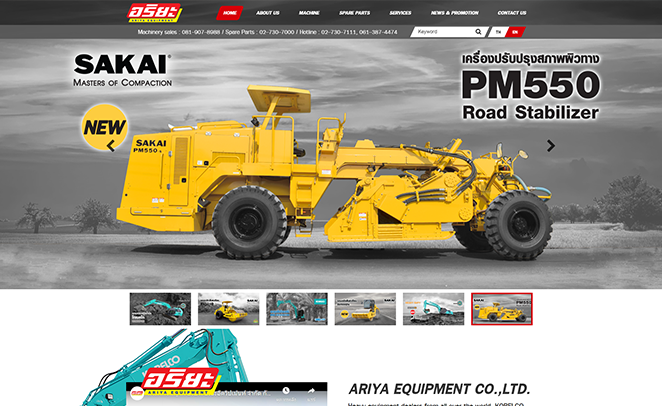 อริยะ
ARIYA EQUIPMENT
HOME ABOUT US MACHINE SPARE PARTS SERVICES NEWS & PROMOTION CONTACT US
Machinery sales : 081-907-8988 / Spare Parts : 02-730-7000 / Hotline : 02-730-7111, 061-387-4474
Keyword
TH EN
SAKAI
MASTERS OF COMPACTION
เครื่องปรับปรุงสภาพผิวทาง
PM550
Road Stabilizer
NEW
SAKAI
PM550
SAKAI
SAKAI
PM550
KOBELCO
อริยะ
ARIYA EQUIPMENT
ARIYA EQUIPMENT CO.,LTD.
Heavy equipment dealers from all over the world, KOBELCO,